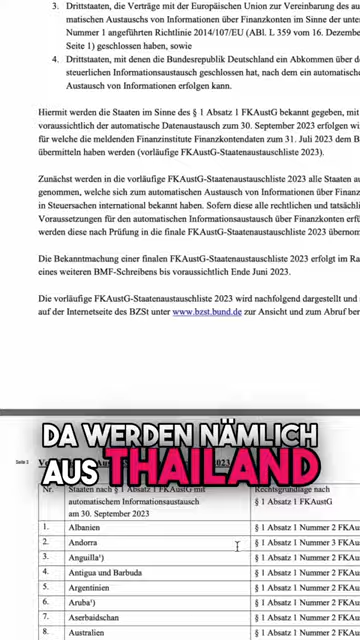 3. Drittstaaten, die Verträge mit der Europäischen Union zur Vereinbarung des au
matischen Austauschs von Informationen über Finanzkonten im Sinne der unter
Nummer 1 angeführten Richtlinie 2014/107/EU (ABl. L 359 vom 16. Dezember
Seite 1) geschlossen haben, sowie
4. Drittstaaten, mit denen die Bundesrepublik Deutschland ein Abkommen über de
steuerlichen Informationsaustausch geschlossen hat, nach dem ein automatische
Austausch von Informationen erfolgen kann.
Hiermit werden die Staaten im Sinne des § 1 Absatz 1 FKAustG bekannt gegeben, mit
voraussichtlich der automatische Datenaustausch zum 30. September 2023 erfolgen wi
für welche die meldenden Finanzinstitute Finanzkontendaten zum 31. Juli 2023 dem B
übermitteln haben werden (vorläufige FKAustG-Staatenaustauschliste 2023).
Zunächst werden in die vorläufige FKAustG-Staatenaustauschliste 2023 alle Staaten au
genommen, welche sich zum automatischen Austausch von Informationen über Finanz
in Steuersachen international bekannt haben. Sofern diese alle rechtlichen und tatsächli
Voraussetzungen für den automatischen Informationsaustausch über Finanzkonten erfü
werden diese nach Prüfung in die finale FKAustG-Staatenaustauschliste 2023 übernom
Die Bekanntmachung einer finalen FKAustG-Staatenaustauschliste 2023 erfolgt im Ra
eines weiteren BMF-Schreibens bis voraussichtlich Ende Juni 2023.
Die vorläufige FKAustG-Staatenaustauschliste 2023 wird nachfolgend dargestellt und
auf der Internetseite des BZSt unter www.bzst.bund.de zur Ansicht und zum Abruf ber
DA WERDEN NÄMLICH
AUS THAILAND
Seite 3
Nr. Staaten nach § 1 Absatz 1 FKAustG mit Rechtsgrundlage nach
automatischem Informationsaustausch § 1 Absatz 1 FKAustG
am 30. September 2023
1. Albanien § 1 Absatz 1 Nummer 2 FKAu
2. Andorra § 1 Absatz 1 Nummer 3 FKAu
3. Anguilla¹) § 1 Absatz 1 Nummer 2 FKAu
4. Antigua und Barbuda § 1 Absatz 1 Nummer 2 FKAu
5. Argentinien § 1 Absatz 1 Nummer 2 FKAu
6. Aruba¹) § 1 Absatz 1 Nummer 2 FKAu
7. Aserbaidschan § 1 Absatz 1 Nummer 2 FKAu
8. Australien § 1 Absatz 1 Nummer 2 FKAu